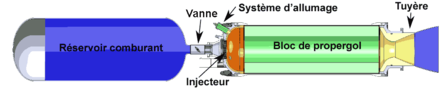 Tuyère
Système d'allumage
Vanne
Réservoir comburant
Bloc de propergol
Injecteur